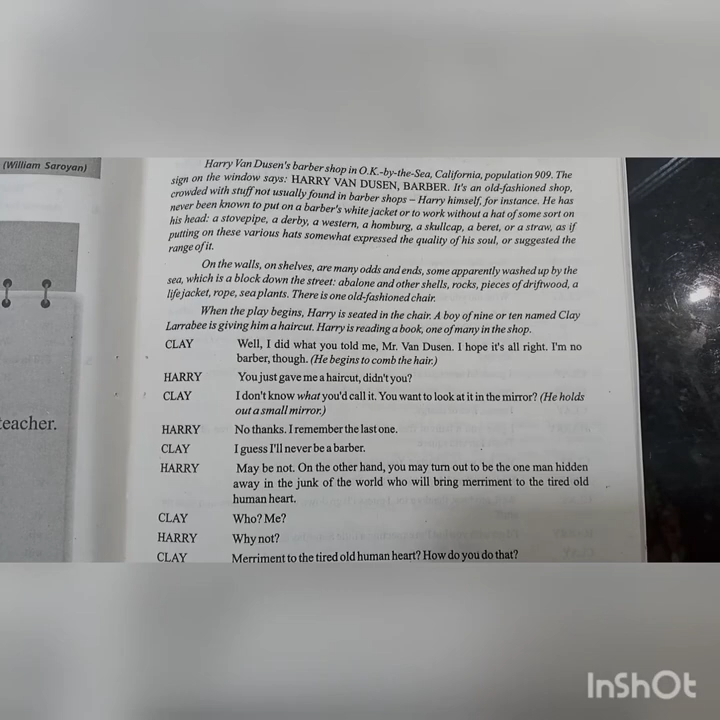 (William Saroyan)
Harry Van Dusen's barber shop in O.K.-by-the-Sea, California, population 909. The
sign on the window says: HARRY VAN DUSEN, BARBER. It's an old-fashioned shop,
crowded with stuff not usually found in barber shops – Harry himself, for instance. He has
never been known to put on a barber's white jacket or to work without a hat of some sort on
his head: a stovepipe, a derby, a western, a homburg, a skullcap, a beret, or a straw, as if
putting on these various hats somewhat expressed the quality of his soul, or suggested the
range of it.
On the walls, on shelves, are many odds and ends, some apparently washed up by the
sea, which is a block down the street: abalone and other shells, rocks, pieces of driftwood, a
life jacket, rope, sea plants. There is one old-fashioned chair.
When the play begins, Harry is seated in the chair. A boy of nine or ten named Clay
Larrabee is giving him a haircut. Harry is reading a book, one of many in the shop.
CLAY Well, I did what you told me, Mr. Van Dusen. I hope it's all right. I'm no
barber, though. (He begins to comb the hair.)
HARRY You just gave me a haircut, didn't you?
CLAY I don't know what you'd call it. You want to look at it in the mirror? (He holds
out a small mirror.)
HARRY No thanks. I remember the last one.
CLAY I guess I'll never be a barber.
HARRY May be not. On the other hand, you may turn out to be the one man hidden
away in the junk of the world who will bring merriment to the tired old
human heart.
CLAY Who? Me?
HARRY Why not?
CLAY Merriment to the tired old human heart? How do you do that?
teacher.
InShOt